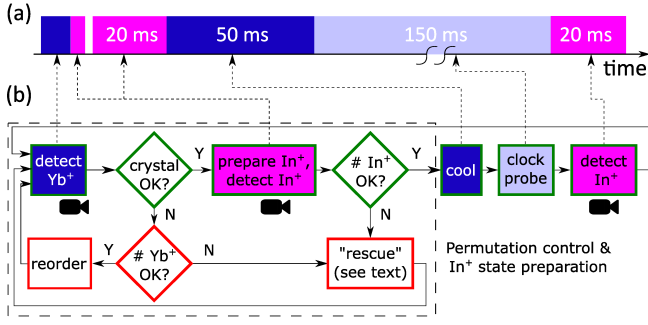 (a)
20 ms
50 ms
150 ms
20 ms
time
(b)
detect
Yb⁺
crystal
OK?
Y
prepare In⁺,
detect In⁺
# In⁺
OK?
Y
cool
clock
probe
detect
In⁺
N
N
reorder
Y
# Yb⁺
OK?
N
"rescue"
(see text)
Permutation control &
In⁺ state preparation